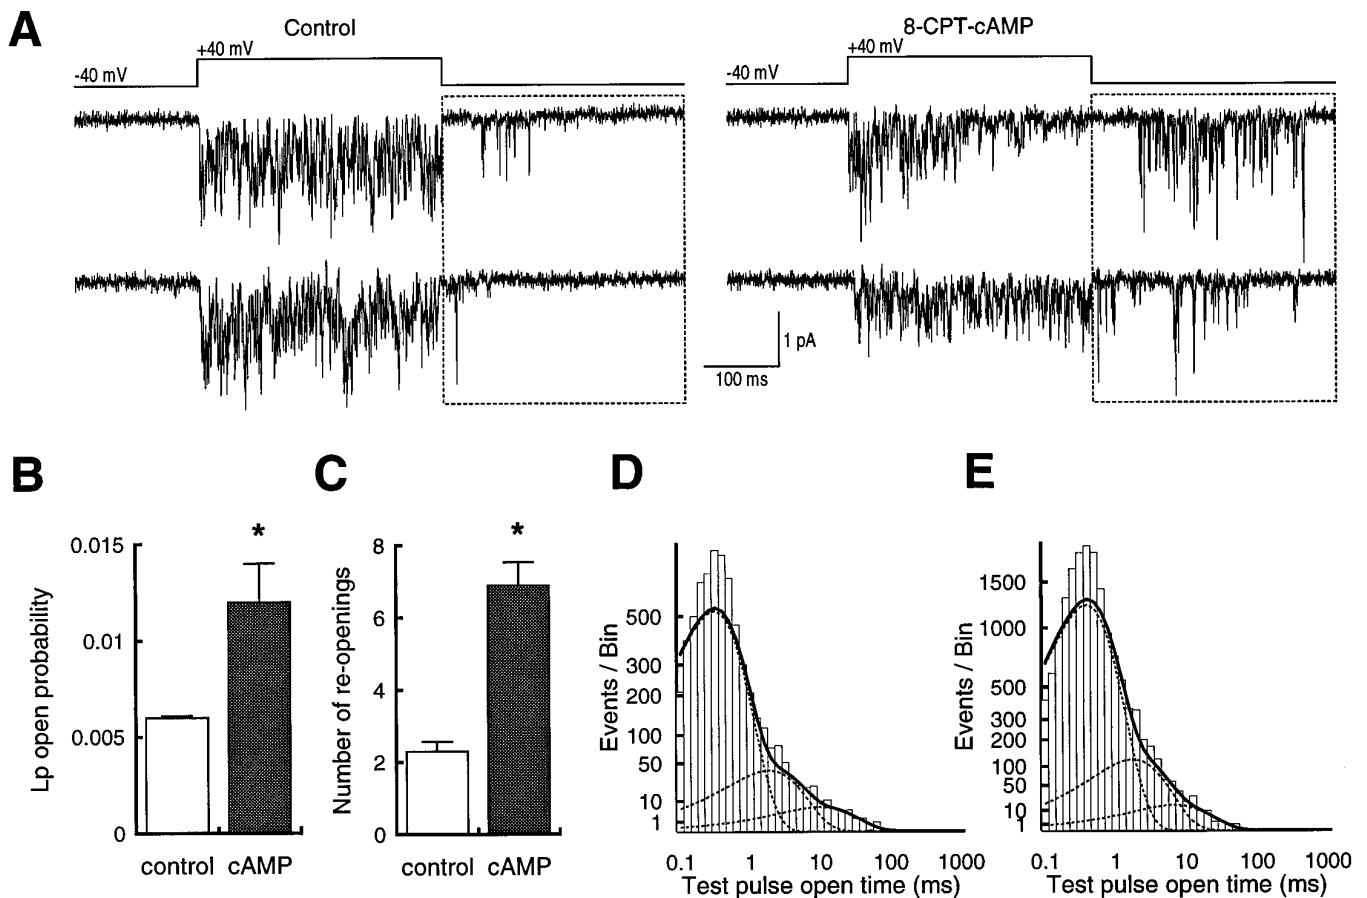 A
Control
8-CPT-cAMP
+40 mV
-40 mV
+40 mV
-40 mV
1 pA
100 ms
B
C
D
E
Lp open probability
0.015
0.01
0.005
0
*
control cAMP
Number of re-openings
8
6
4
2
0
*
control cAMP
Events / Bin
500
300
200
100
50
10
1
0.1 1 10 100 1000
Test pulse open time (ms)
Events / Bin
1500
1000
500
300
200
100
50
10
1
0.1 1 10 100 1000
Test pulse open time (ms)